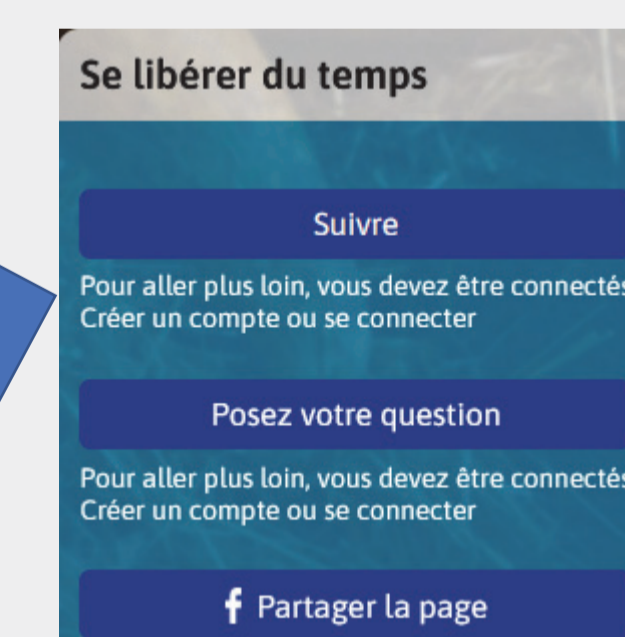 Se libérer du temps
Suivre
Pour aller plus loin, vous devez être connectés
Créer un compte ou se connecter
Posez votre question
Pour aller plus loin, vous devez être connectés
Créer un compte ou se connecter
Partager la page